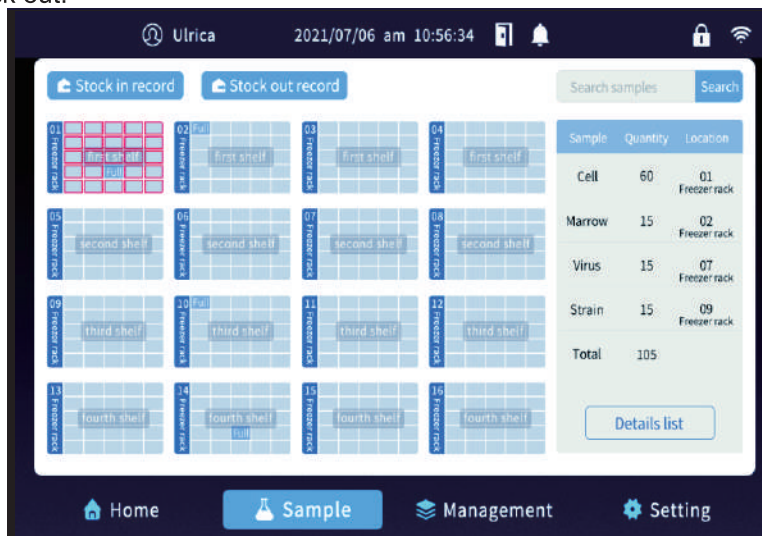 k out.
Ulrica 2021/07/06 am 10:56:34
Stock in record Stock out record Search samples Search
01 Freezer rack first shelf Full
02 Freezer rack Full first shelf
03 Freezer rack first shelf
04 Freezer rack first shelf
05 Freezer rack second shelf
06 Freezer rack second shelf
07 Freezer rack second shelf
08 Freezer rack second shelf
09 Freezer rack third shelf
10 Freezer rack Full third shelf
11 Freezer rack third shelf
12 Freezer rack third shelf
13 Freezer rack fourth shelf
14 Freezer rack fourth shelf Full
15 Freezer rack fourth shelf
16 Freezer rack fourth shelf
Sample Quantity Location
Cell 60 01 Freezer rack
Marrow 15 02 Freezer rack
Virus 15 07 Freezer rack
Strain 15 09 Freezer rack
Total 105
Details list
Home Sample Management Setting